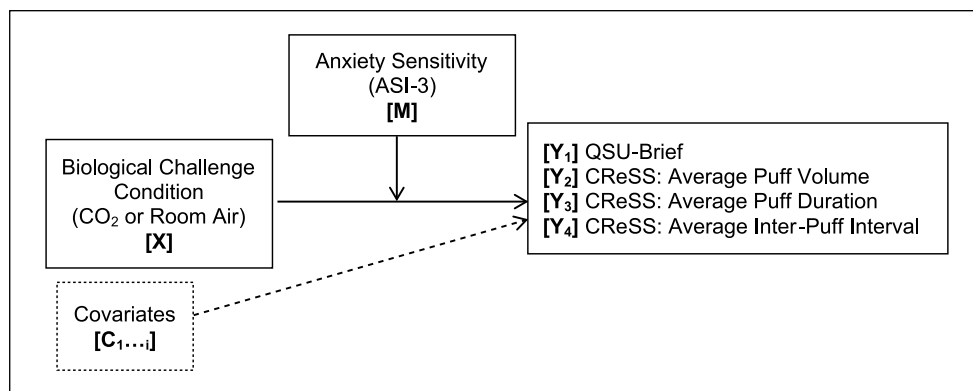 Anxiety Sensitivity
(ASI-3)
[M]
Biological Challenge
Condition
(CO₂ or Room Air)
[X]
[Y₁] QSU-Brief
[Y₂] CReSS: Average Puff Volume
[Y₃] CReSS: Average Puff Duration
[Y₄] CReSS: Average Inter-Puff Interval
Covariates
[C₁…ᵢ]